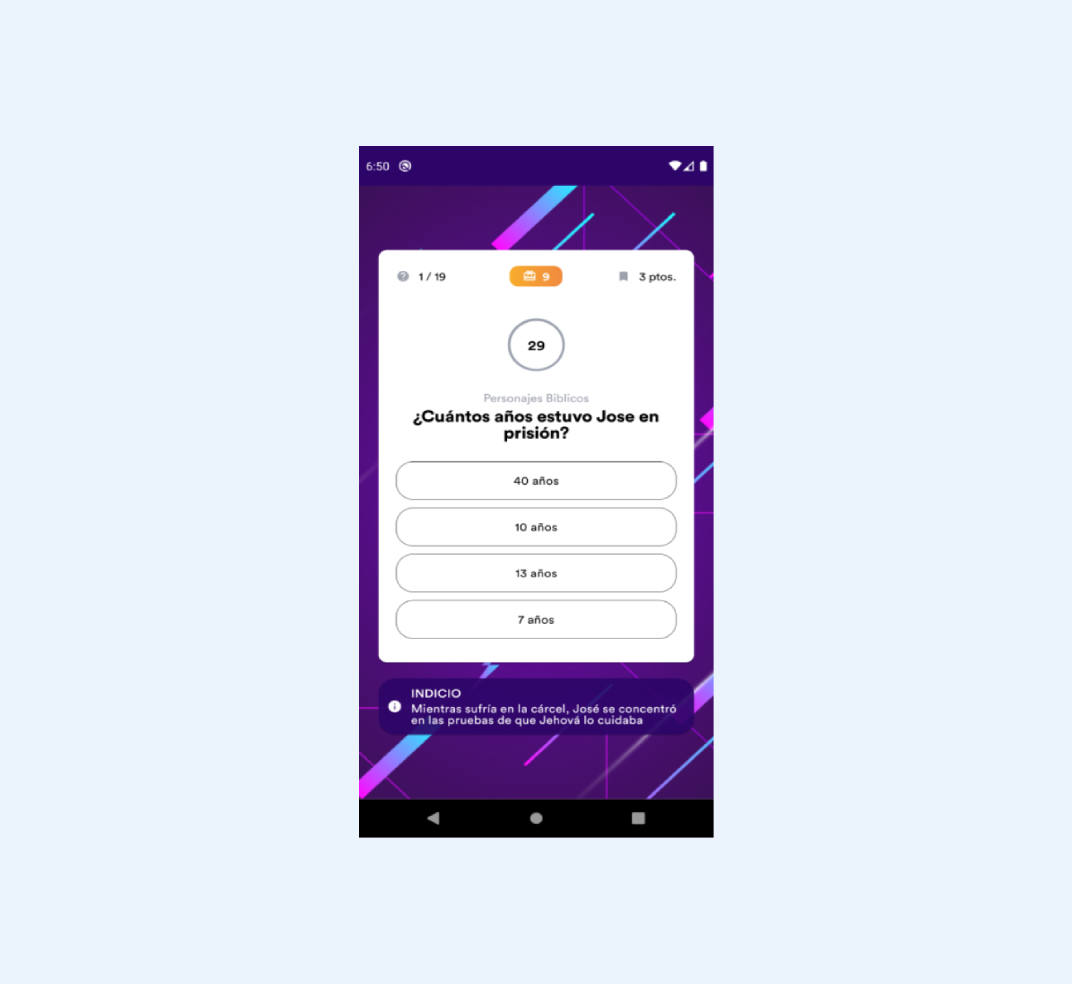 6:50
1 / 19
9
3 ptos.
29
Personajes Bíblicos
¿Cuántos años estuvo Jose en
prisión?
40 años
10 años
13 años
7 años
INDICIO
Mientras sufría en la cárcel, José se concentró
en las pruebas de que Jehová lo cuidaba